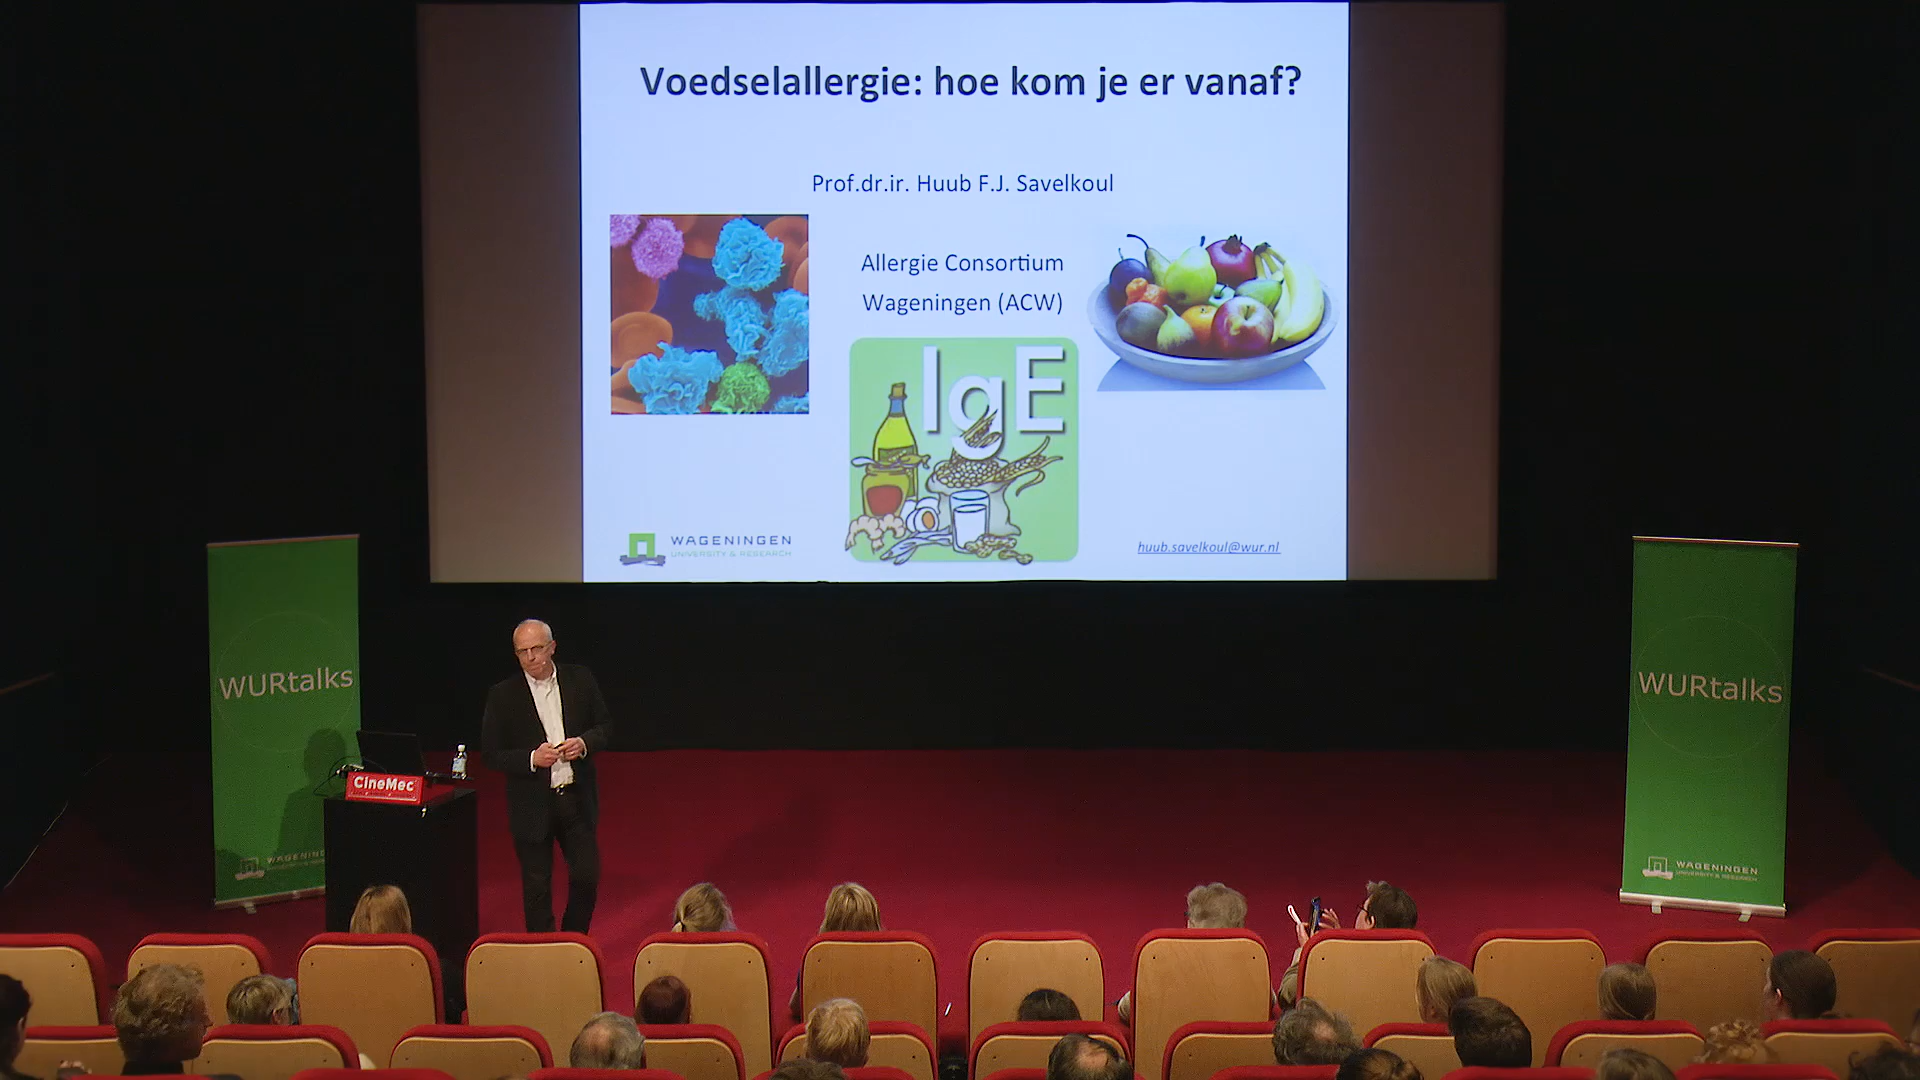 Voedselallergie: hoe kom je er vanaf?
Prof.dr.ir. Huub F.J. Savelkoul
Allergie Consortium
Wageningen (ACW)
IgE
WAGENINGEN
UNIVERSITY & RESEARCH
huub.savelkoul@wur.nl
WURtalks
WURtalks
CineMec
WAGENINGEN
UNIVERSITY & RESEARCH